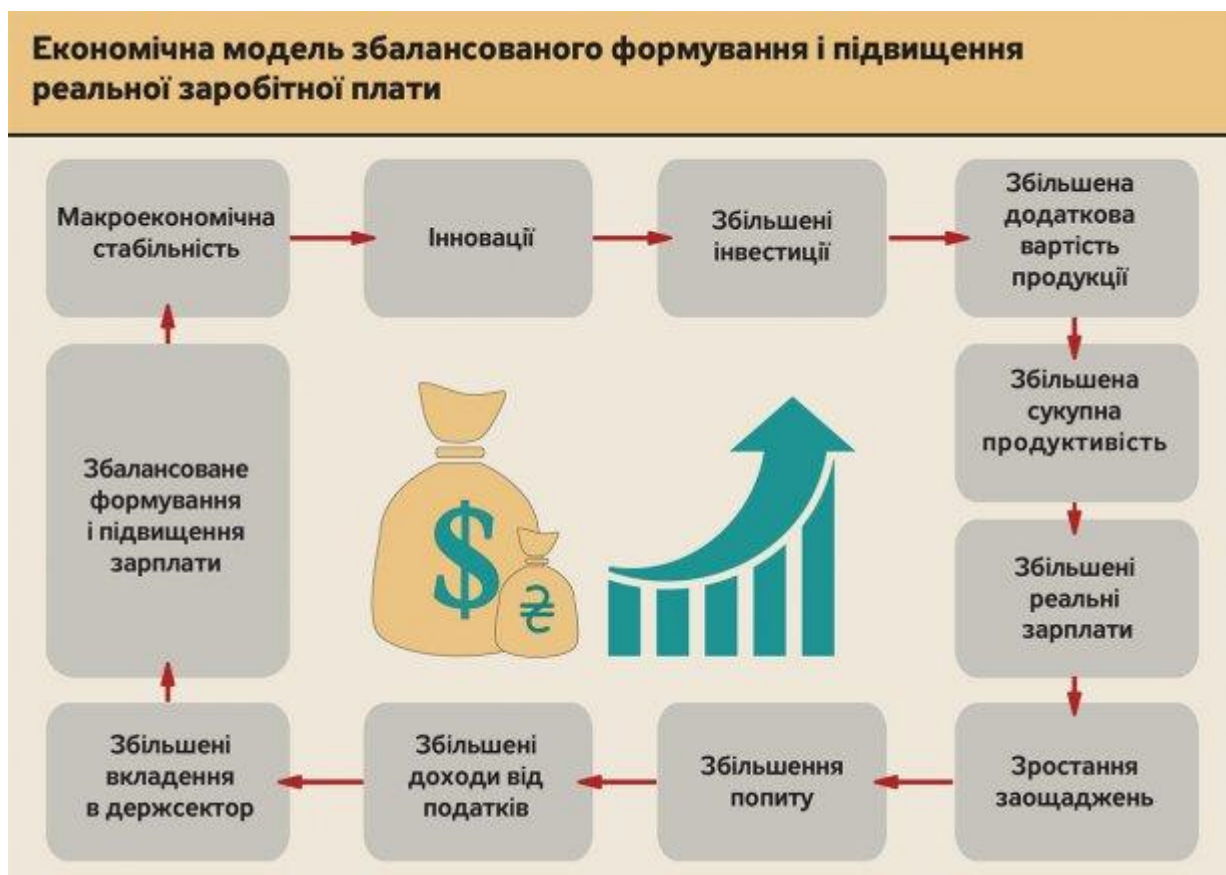 Економічна модель збалансованого формування і підвищення
реальної заробітної плати
Макроекономічна
стабільність
Інновації
Збільшені
інвестиції
Збільшена
додаткова
вартість
продукції
Збільшена
сукупна
продуктивість
Збільшені
реальні
зарплати
Зростання
заощаджень
Збільшення
попиту
Збільшені
доходи від
податків
Збільшені
вкладення
в держсектор
Збалансоване
формування
і підвищення
зарплати
$
₴